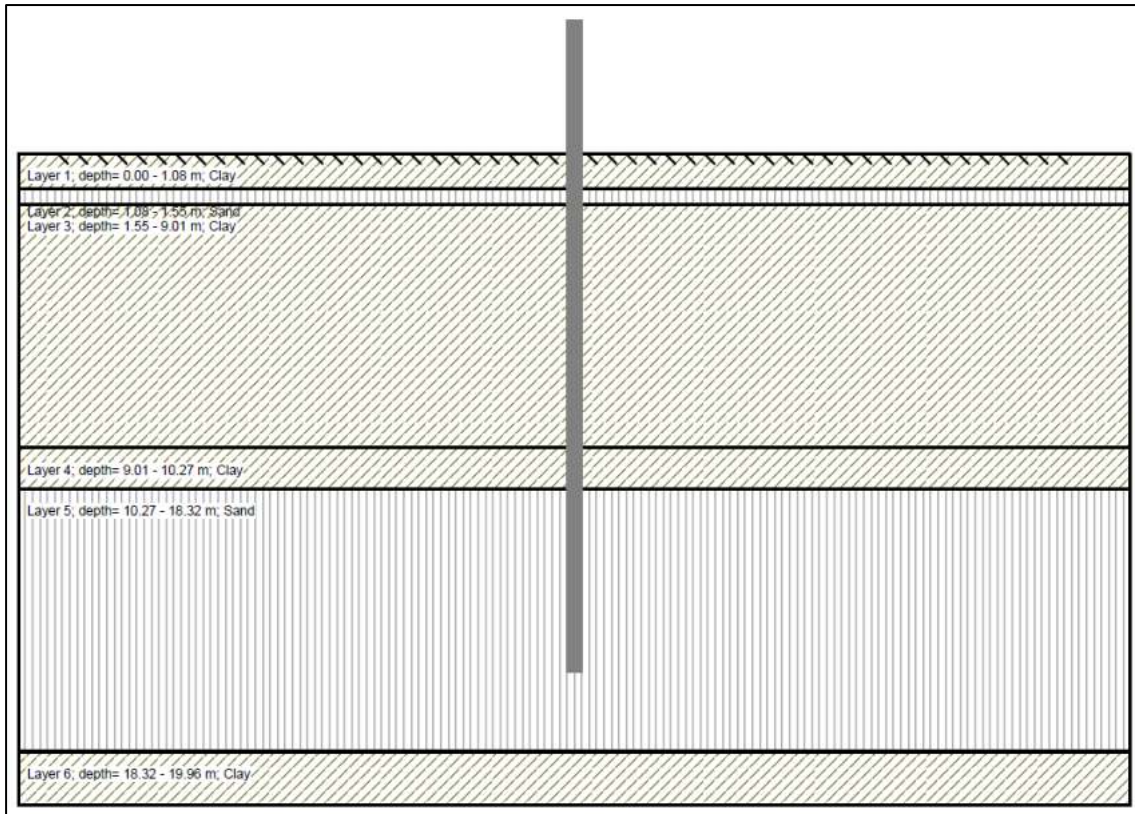 Layer 1; depth= 0.00 - 1.08 m; Clay
Layer 2; depth= 1.08 - 1.55 m; Sand
Layer 3; depth= 1.55 - 9.01 m; Clay
Layer 4; depth= 9.01 - 10.27 m; Clay
Layer 5; depth= 10.27 - 18.32 m; Sand
Layer 6; depth= 18.32 - 19.96 m; Clay